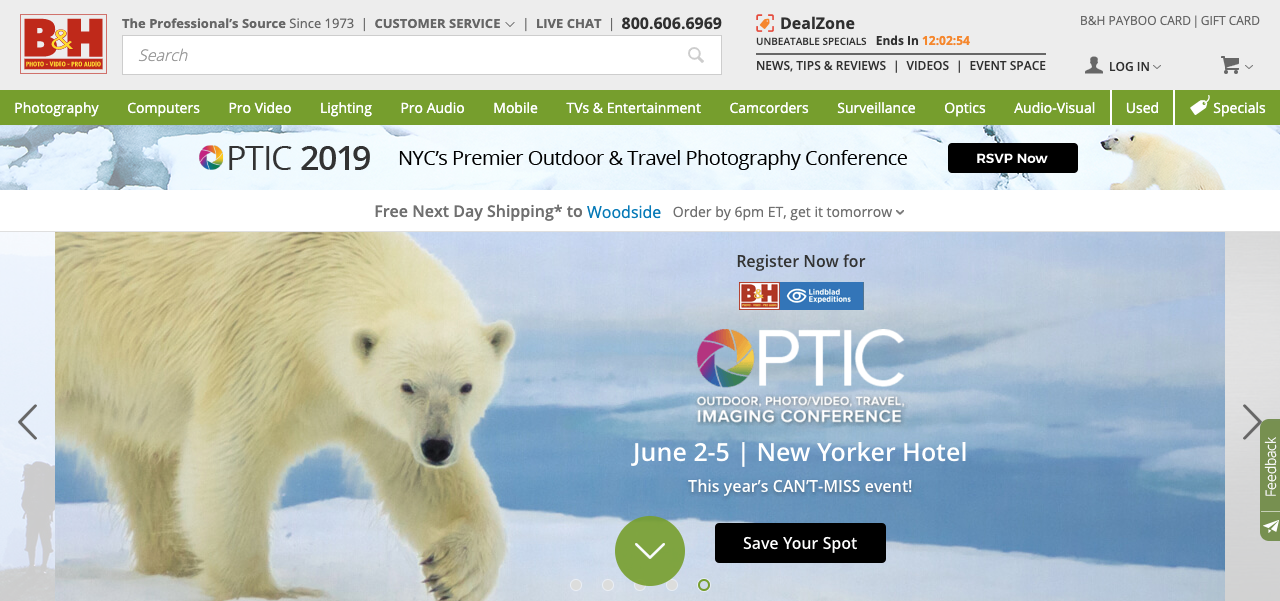 B&H
PHOTO - VIDEO - PRO AUDIO
The Professional's Source Since 1973 | CUSTOMER SERVICE | LIVE CHAT | 800.606.6969
Search
DealZone
UNBEATABLE SPECIALS Ends In 12:02:54
NEWS, TIPS & REVIEWS | VIDEOS | EVENT SPACE
B&H PAYBOO CARD | GIFT CARD
LOG IN
Photography Computers Pro Video Lighting Pro Audio Mobile TVs & Entertainment Camcorders Surveillance Optics Audio-Visual Used Specials
OPTIC 2019 NYC's Premier Outdoor & Travel Photography Conference RSVP Now
Free Next Day Shipping* to Woodside Order by 6pm ET, get it tomorrow
Register Now for
B&H
PHOTO - VIDEO - PRO AUDIO
Lindblad
Expeditions
OPTIC
OUTDOOR, PHOTO/VIDEO, TRAVEL,
IMAGING CONFERENCE
June 2-5 | New Yorker Hotel
This year's CAN'T-MISS event!
Save Your Spot
Feedback